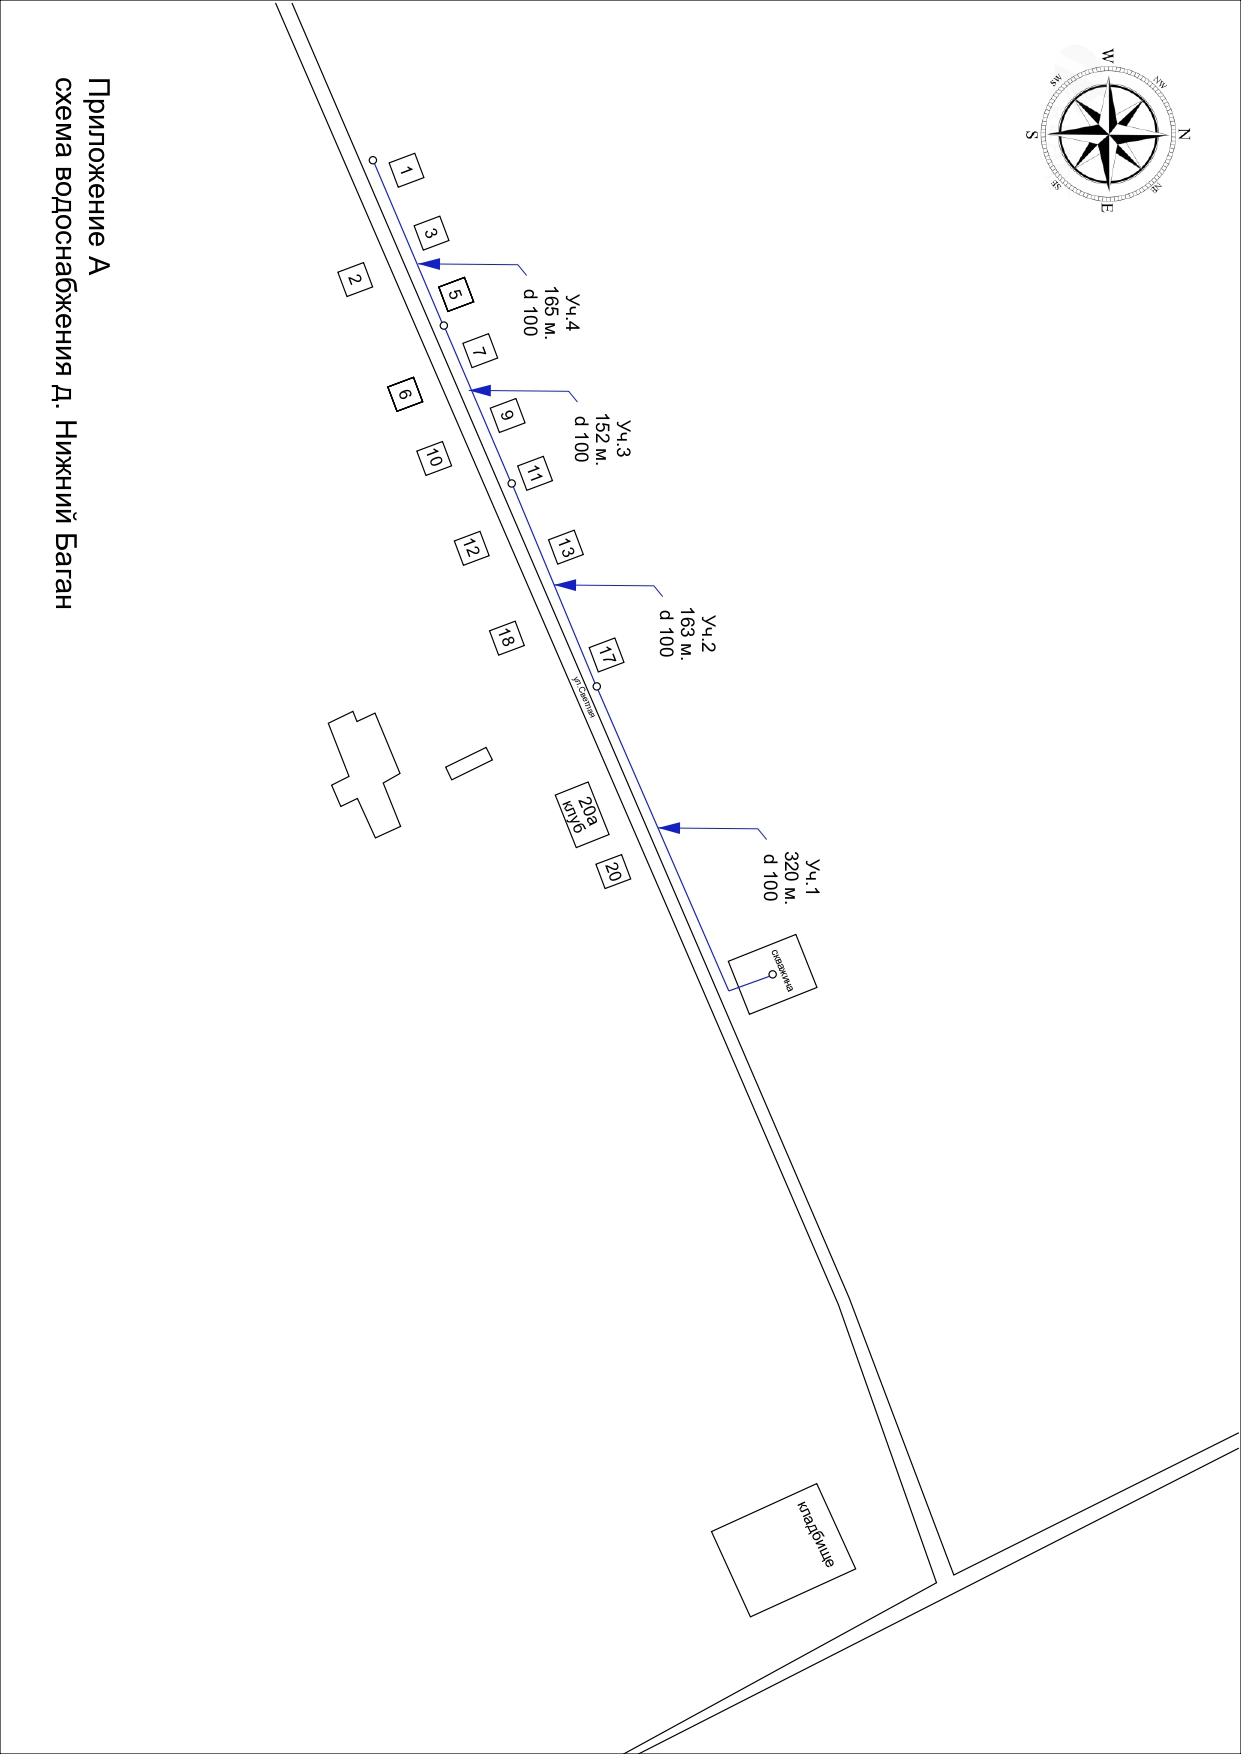 Приложение А
схема водоснабжения д. Нижний Баган
N
NW
NE
W
E
SW
SE
S
Уч.4
165 м.
d 100
Уч.3
152 м.
d 100
Уч.2
163 м.
d 100
Уч.1
320 м.
d 100
1
3
5
7
9
11
13
17
скважина
ул.Светлая
2
6
10
12
18
20а
клуб
20
кладбище